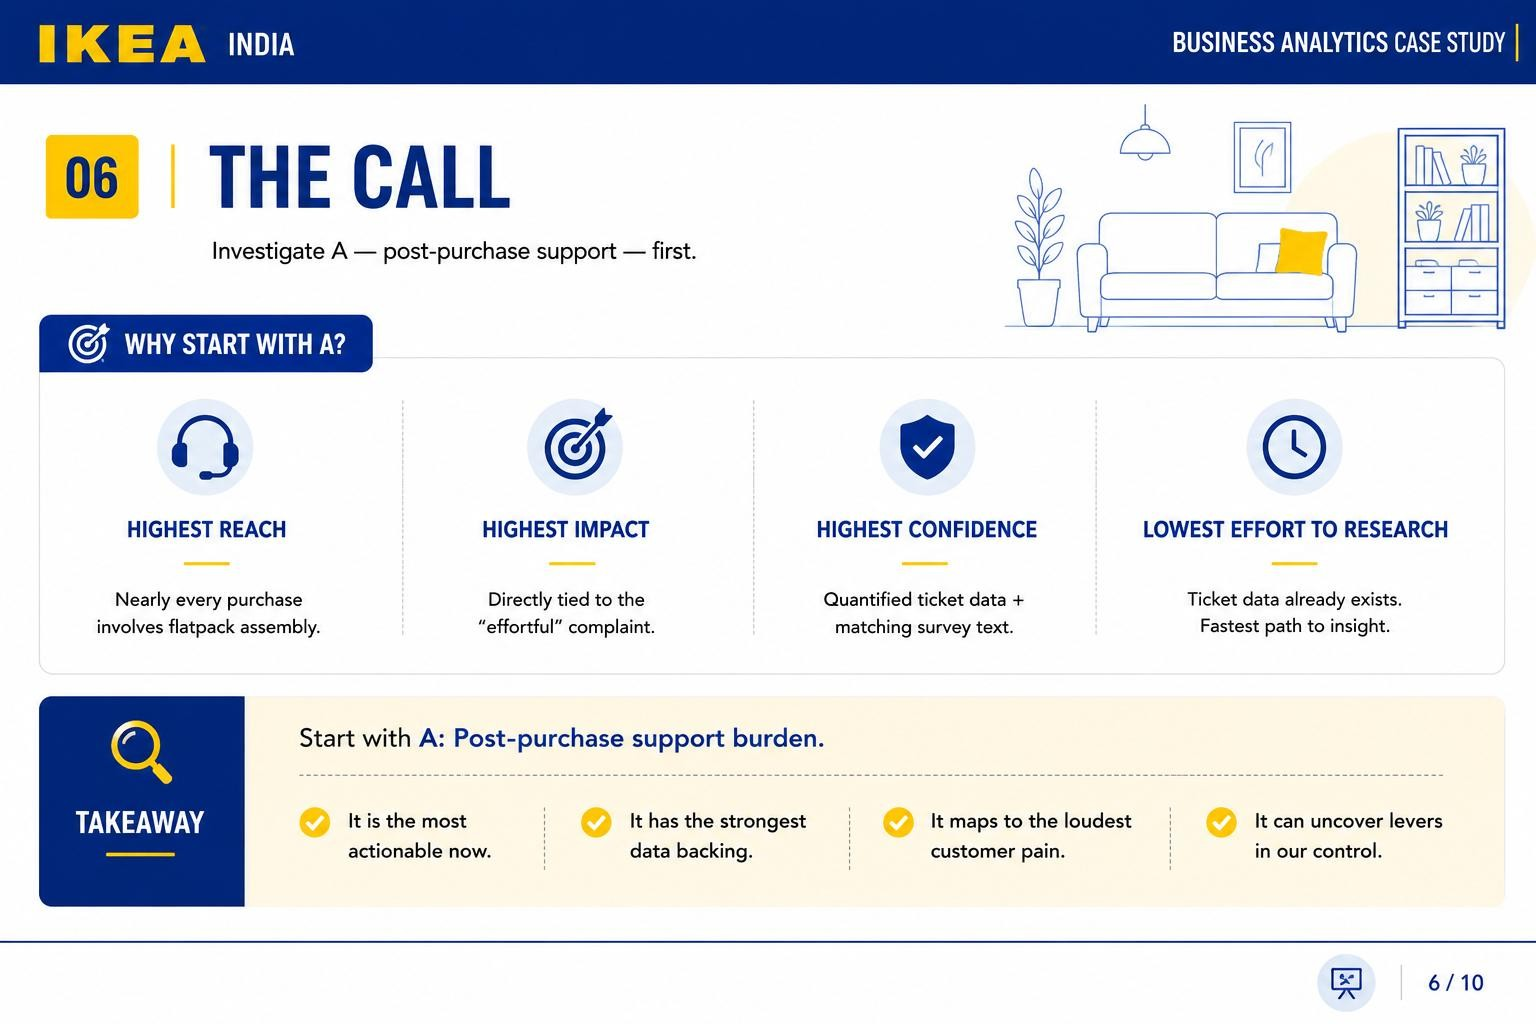 IKEA INDIA
BUSINESS ANALYTICS CASE STUDY
06
THE CALL
Investigate A — post-purchase support — first.
WHY START WITH A?
HIGHEST REACH
Nearly every purchase
involves flatpack assembly.
HIGHEST IMPACT
Directly tied to the
“effortful” complaint.
HIGHEST CONFIDENCE
Quantified ticket data +
matching survey text.
LOWEST EFFORT TO RESEARCH
Ticket data already exists.
Fastest path to insight.
TAKEAWAY
Start with A: Post-purchase support burden.
It is the most
actionable now.
It has the strongest
data backing.
It maps to the loudest
customer pain.
It can uncover levers
in our control.
6 / 10